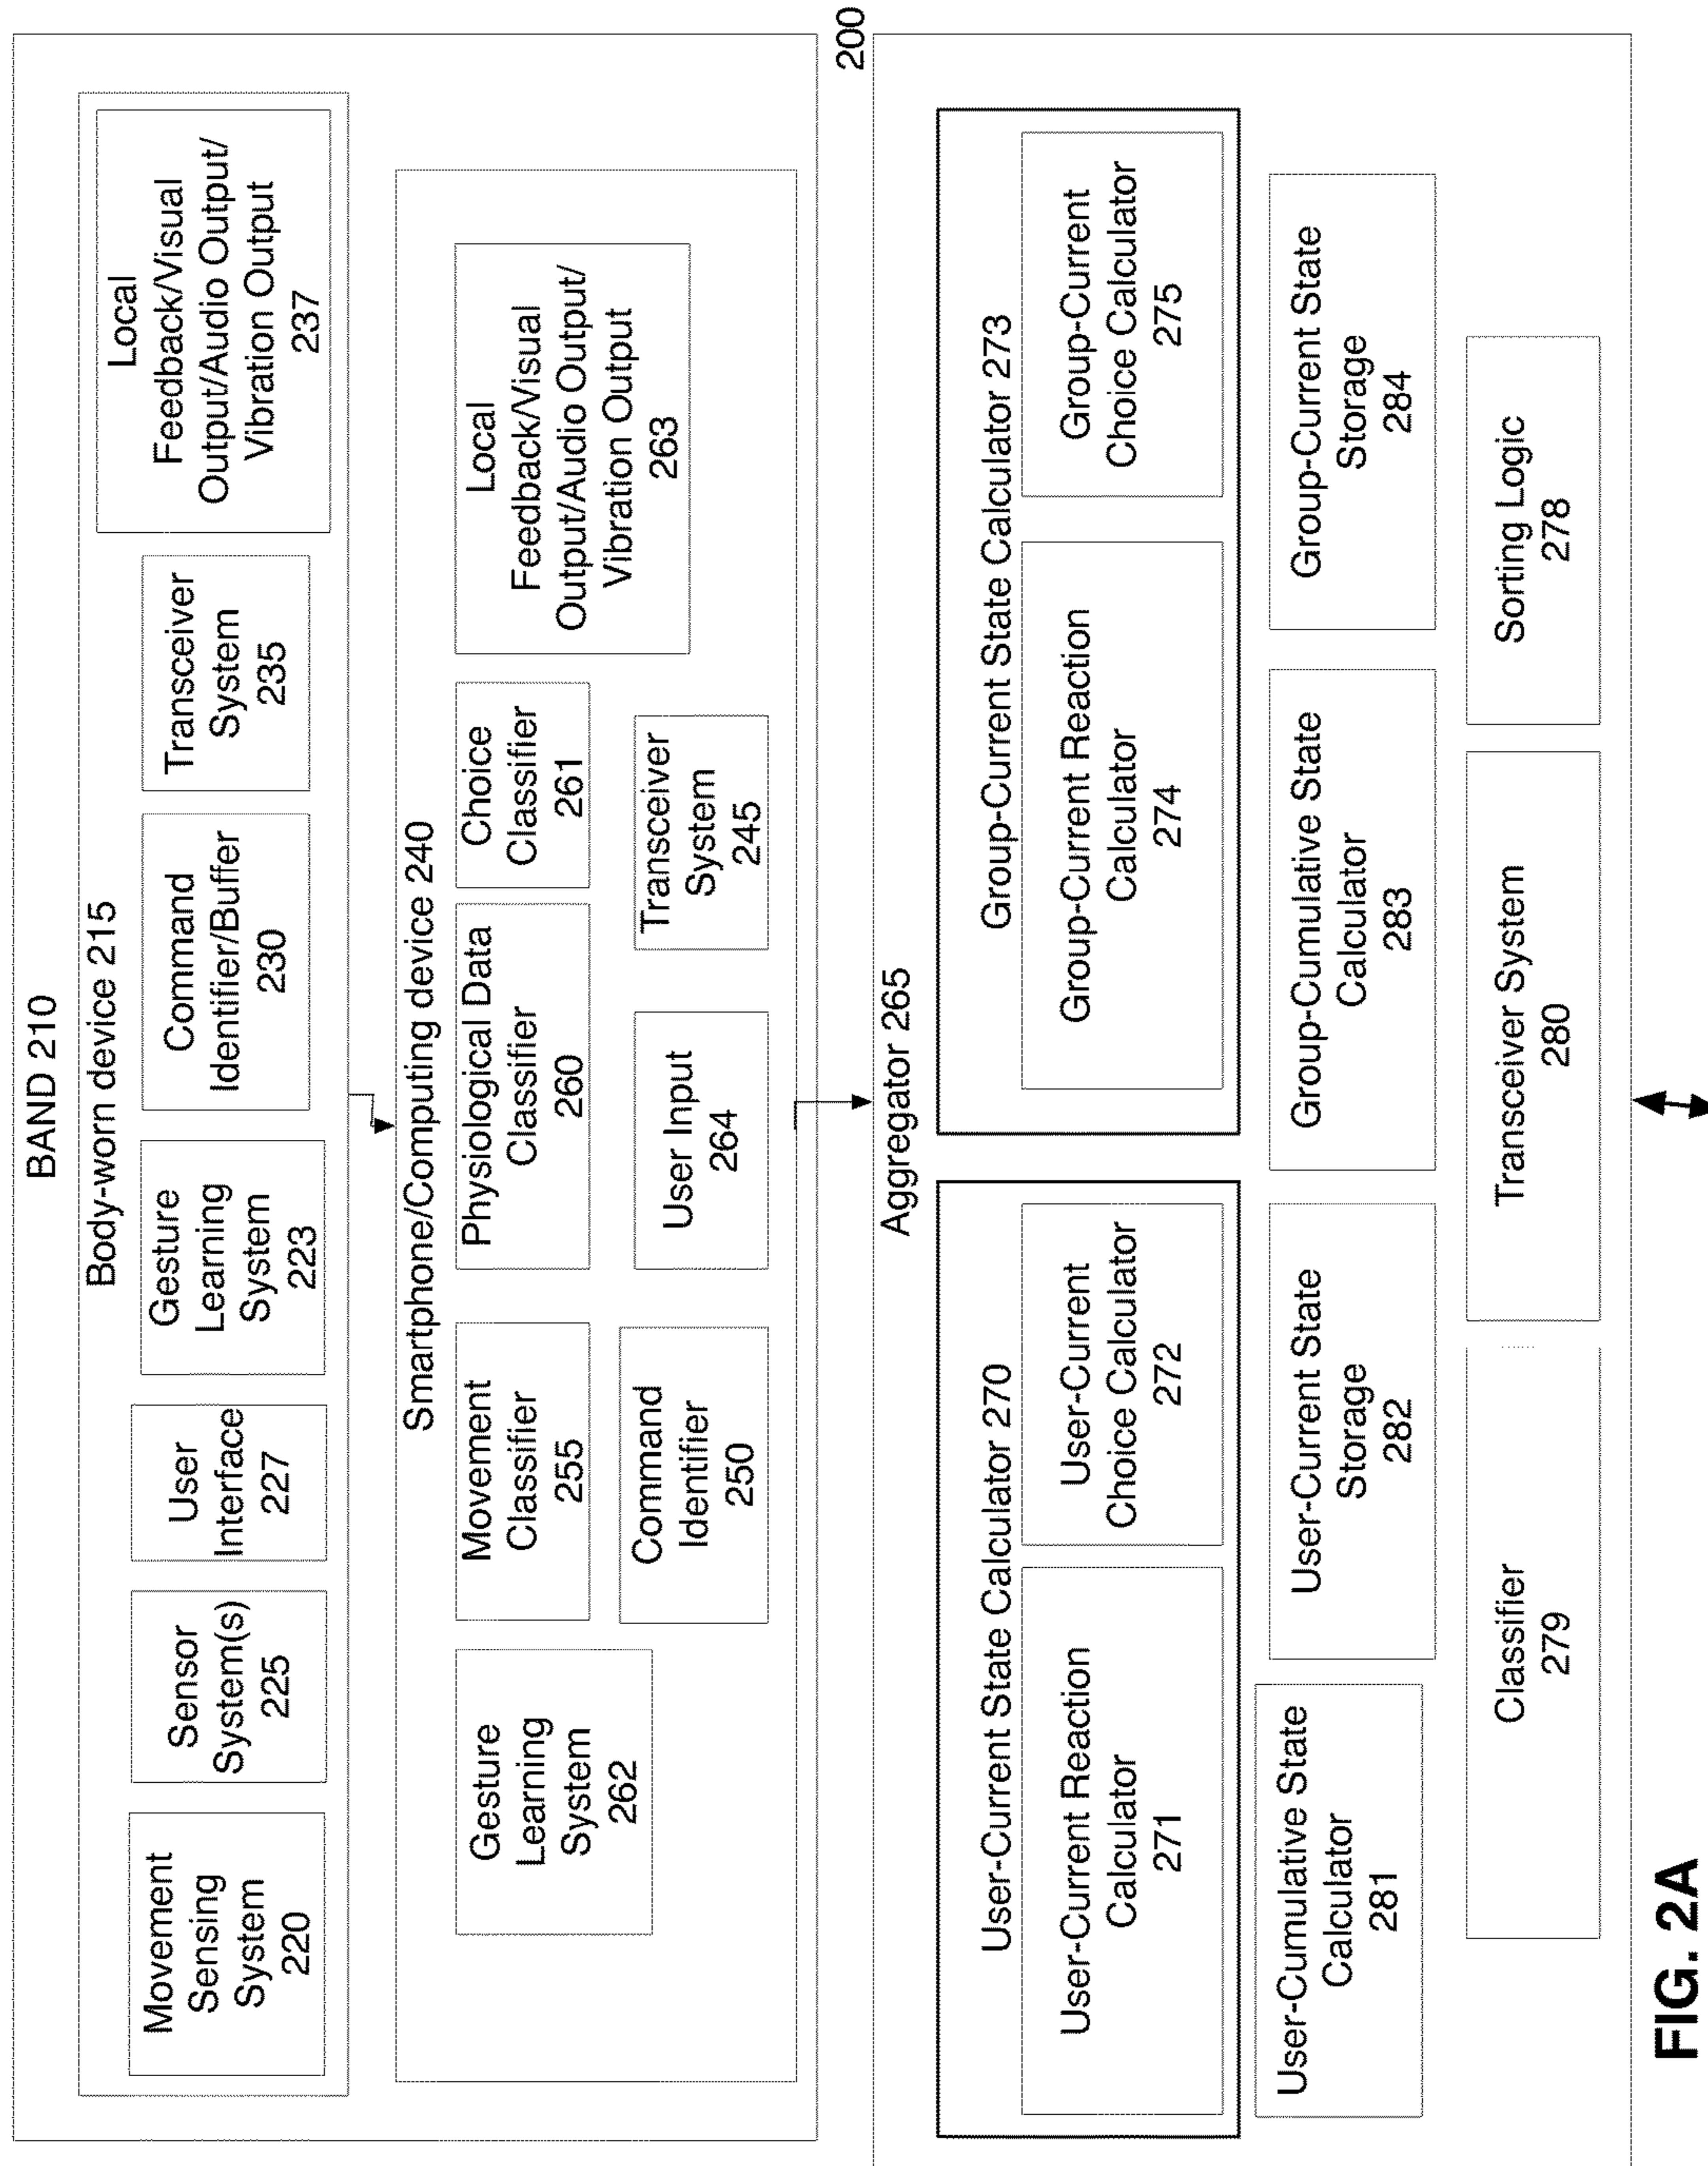 BAND 210
Body-worn device 215
Movement
Sensing
System
220
Sensor
System(s)
225
User
Interface
227
Gesture
Learning
System
223
Command
Identifier/Buffer
230
Transceiver
System
235
Local
Feedback/Visual
Output/Audio Output/
Vibration Output
237
Smartphone/Computing device 240
Gesture
Learning
System
262
Movement
Classifier
255
Physiological Data
Classifier
260
Choice
Classifier
261
Local
Feedback/Visual
Output/Audio Output/
Vibration Output
263
Command
Identifier
250
User Input
264
Transceiver
System
245
200
Aggregator 265
User-Current State Calculator 270
User-Current Reaction
Calculator
271
User-Current
Choice Calculator
272
Group-Current State Calculator 273
Group-Current Reaction
Calculator
274
Group-Current
Choice Calculator
275
User-Cumulative State
Calculator
281
User-Current State
Storage
282
Group-Cumulative State
Calculator
283
Group-Current State
Storage
284
Classifier
279
Transceiver System
280
Sorting Logic
278
FIG. 2A